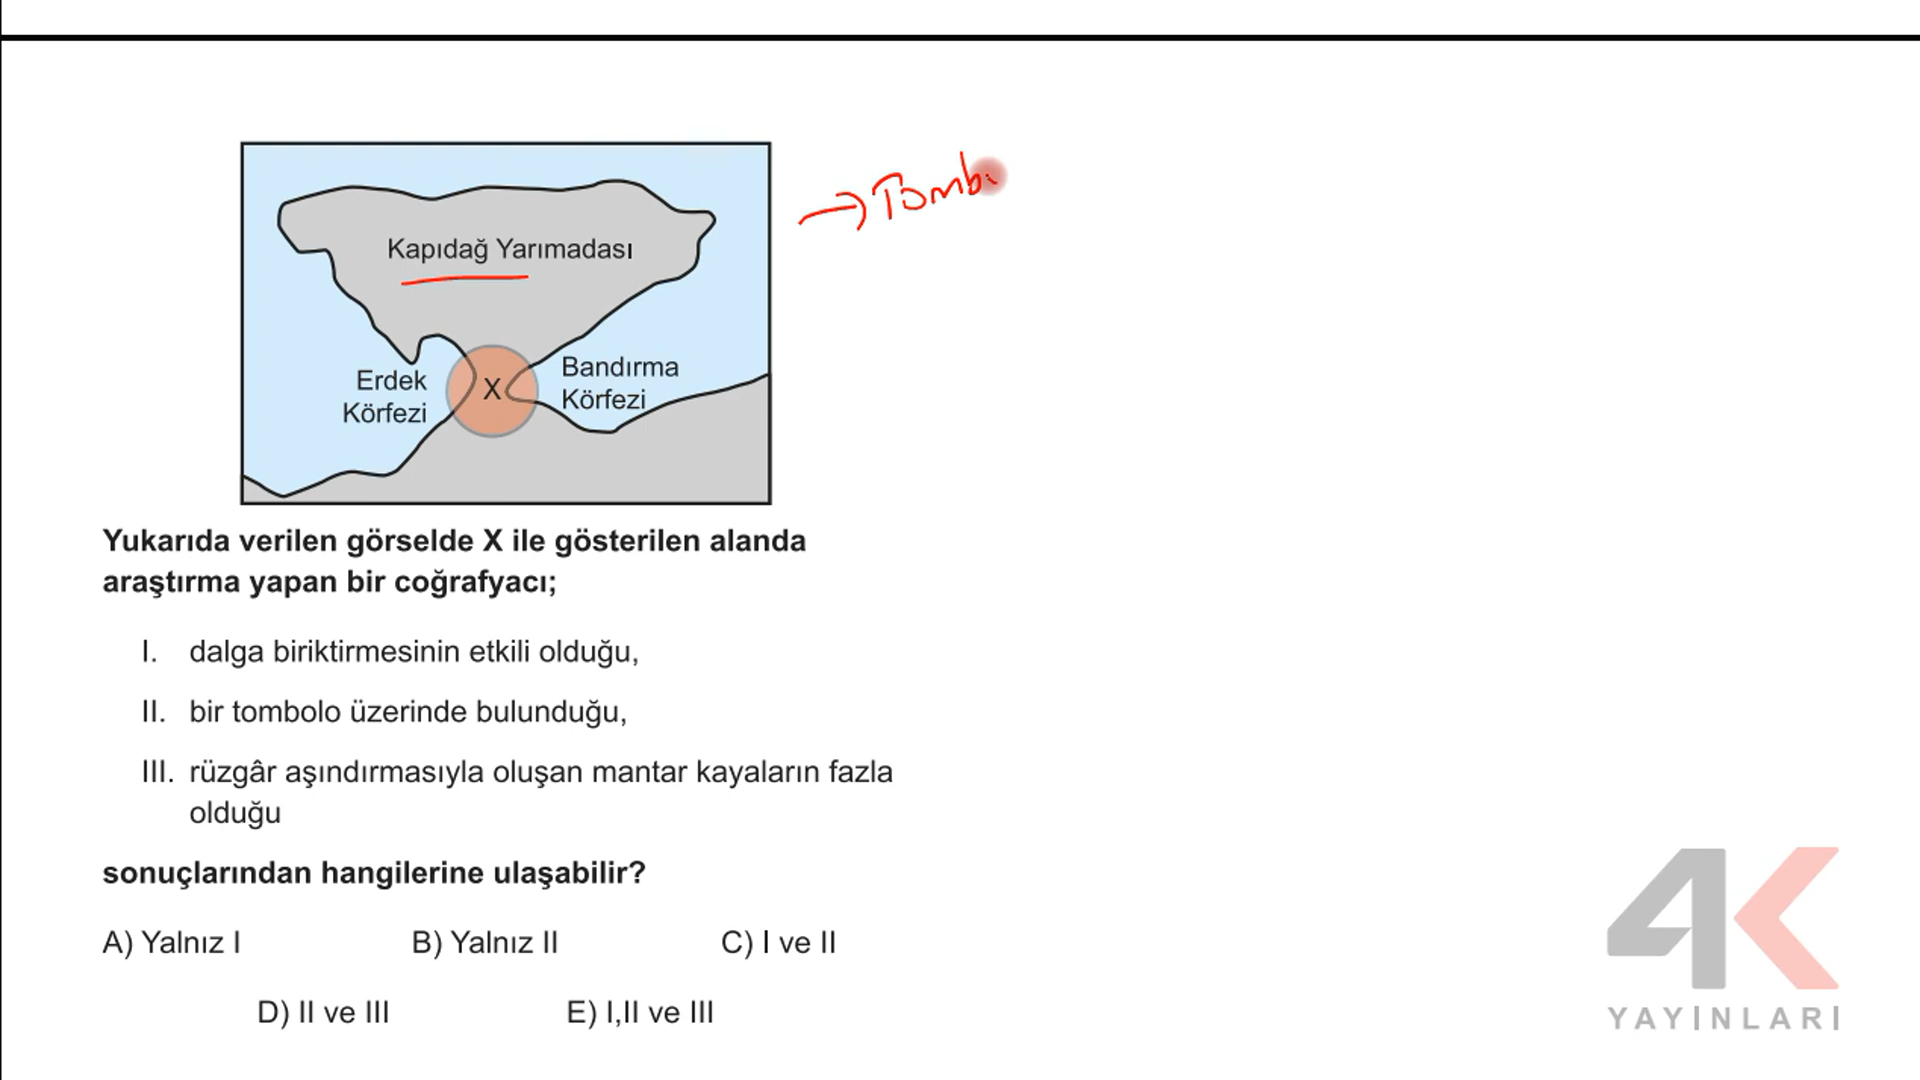 Tombo
Kapıdağ Yarımadası
Erdek
Körfezi
X
Bandırma
Körfezi
Yukarıda verilen görselde X ile gösterilen alanda
araştırma yapan bir coğrafyacı;
I. dalga biriktirmesinin etkili olduğu,
II. bir tombolo üzerinde bulunduğu,
III. rüzgâr aşındırmasıyla oluşan mantar kayaların fazla
olduğu
sonuçlarından hangilerine ulaşabilir?
A) Yalnız I B) Yalnız II C) I ve II
D) II ve III E) I,II ve III
4K
YAYINLARI